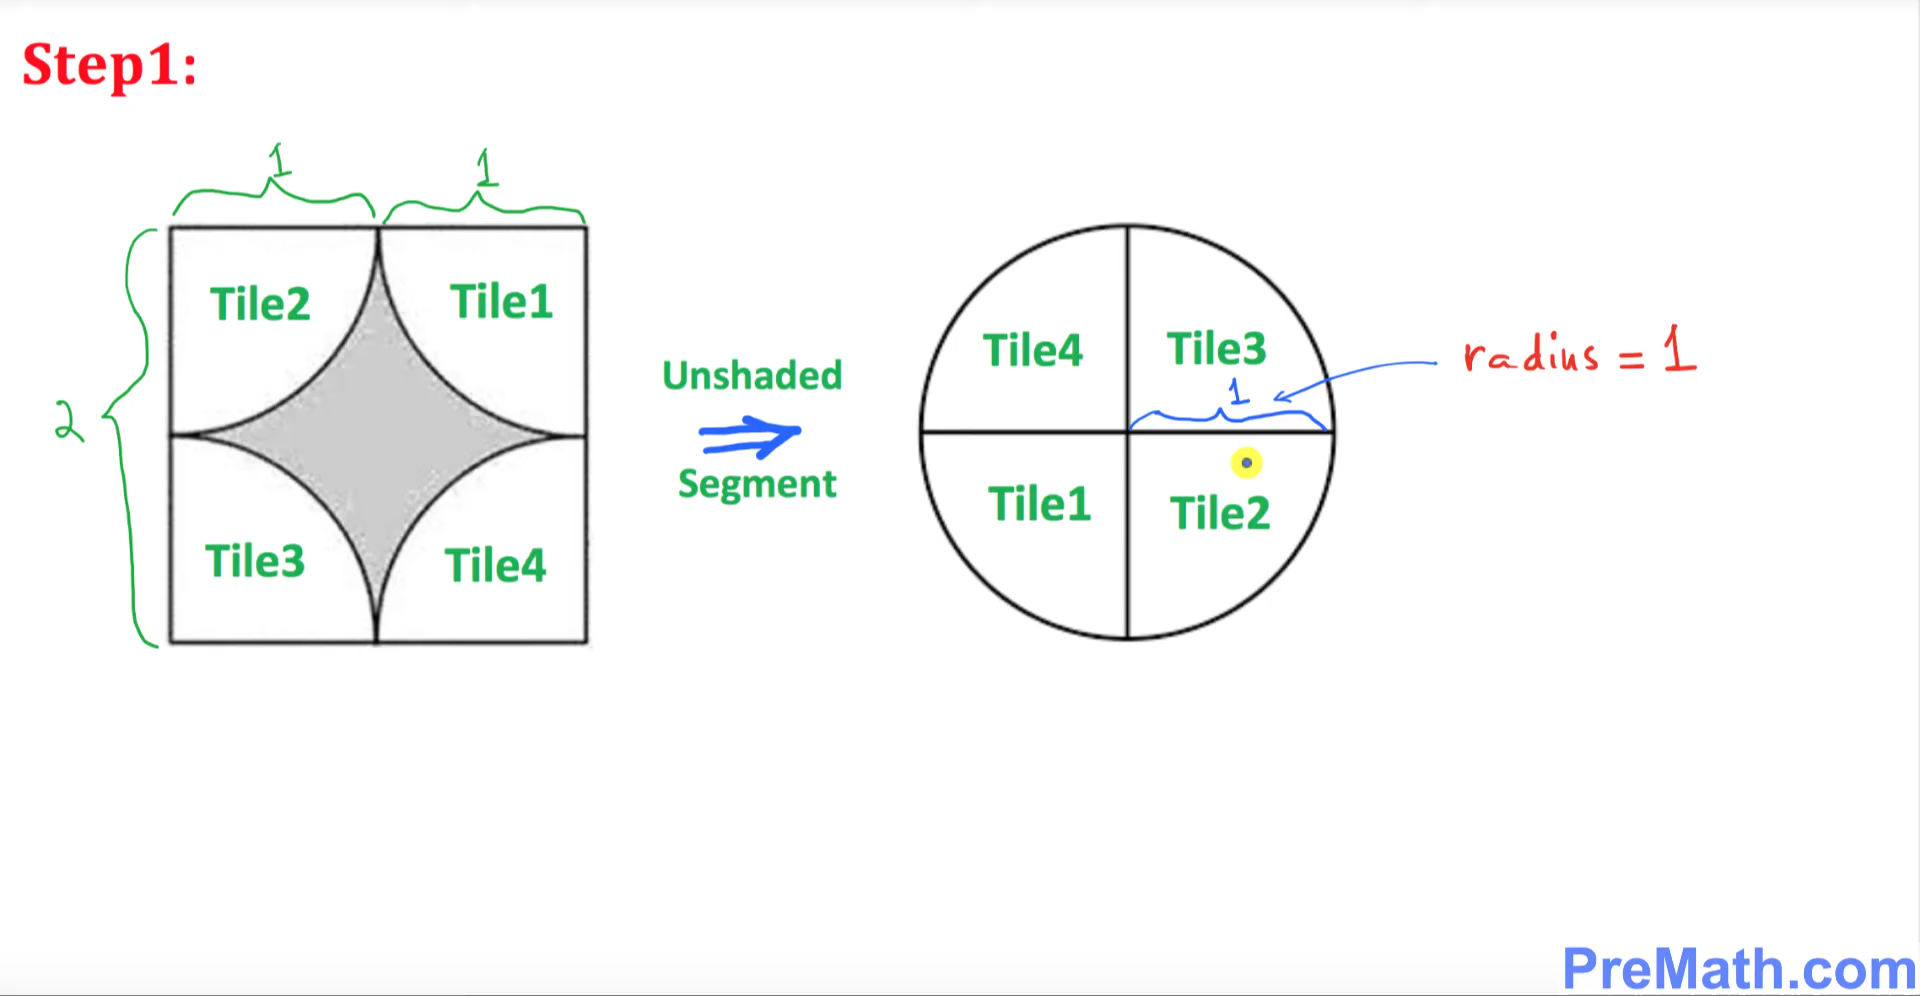 Step1:
1
1
2
Tile2
Tile1
Tile3
Tile4
Unshaded
Segment
Tile4
Tile3
1
Tile1
Tile2
radius = 1
PreMath.com